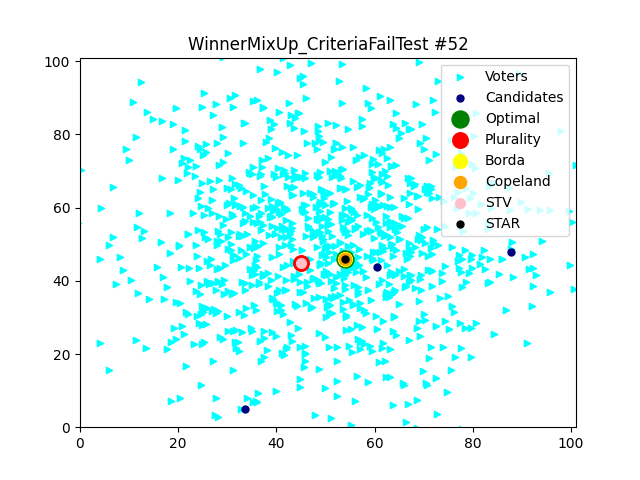 WinnerMixUp_CriteriaFailTest #52
100
80
60
40
20
0
0
20
40
60
80
100
Voters
Candidates
Optimal
Plurality
Borda
Copeland
STV
STAR